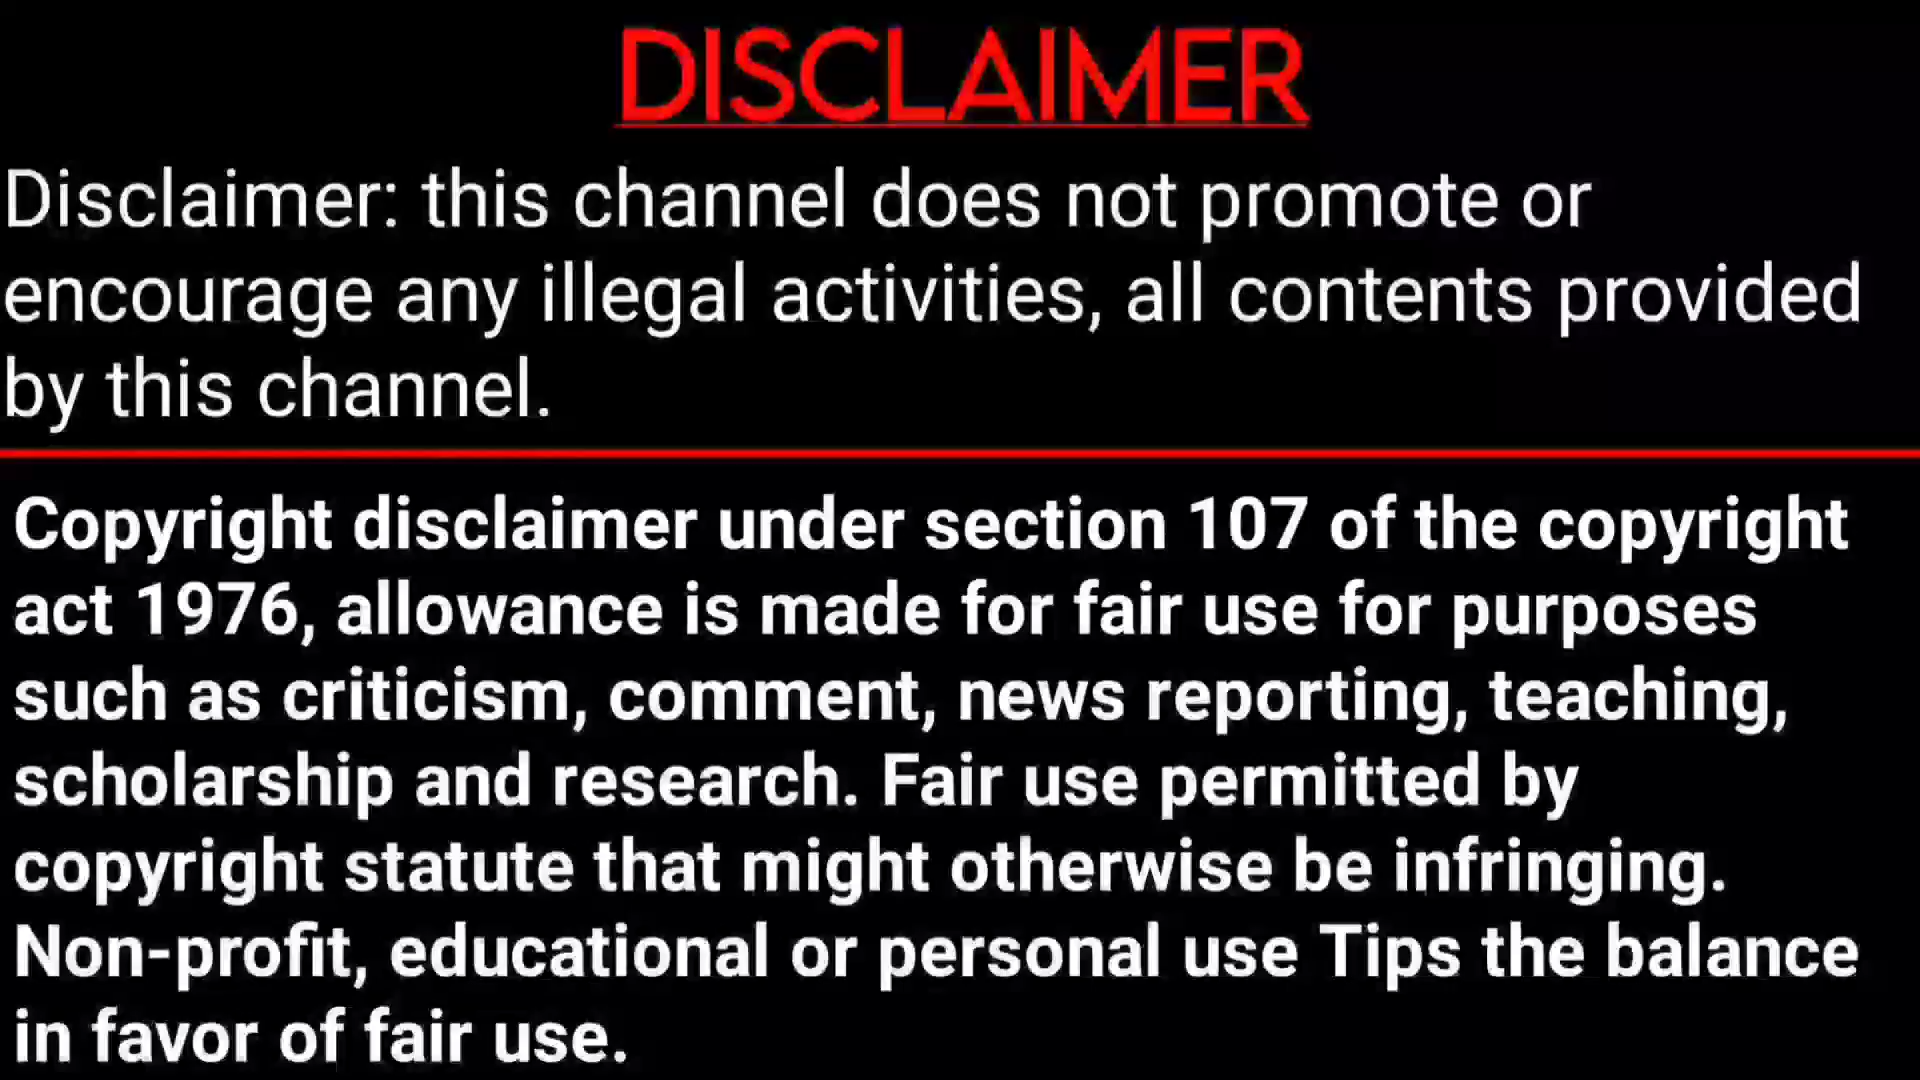 DISCLAIMER
Disclaimer: this channel does not promote or
encourage any illegal activities, all contents provided
by this channel.
Copyright disclaimer under section 107 of the copyright
act 1976, allowance is made for fair use for purposes
such as criticism, comment, news reporting, teaching,
scholarship and research. Fair use permitted by
copyright statute that might otherwise be infringing.
Non-profit, educational or personal use Tips the balance
in favor of fair use.